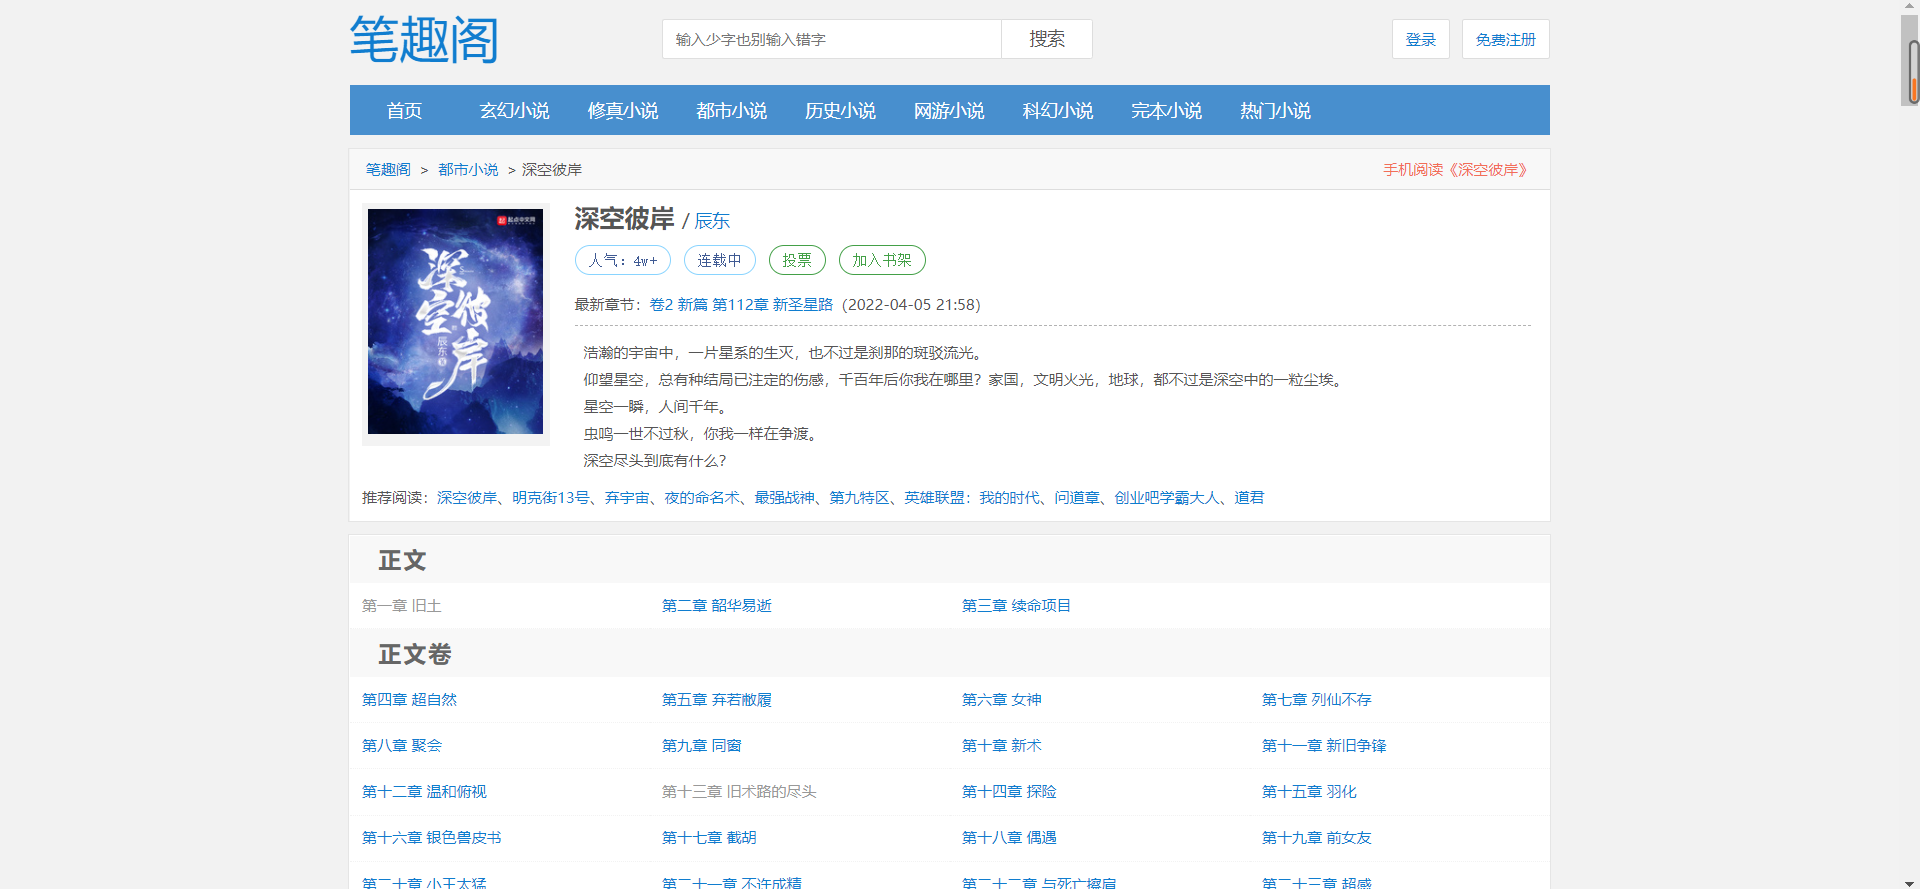 笔趣阁
输入少字也别输入错字 搜索
登录 免费注册
首页 玄幻小说 修真小说 都市小说 历史小说 网游小说 科幻小说 完本小说 热门小说
笔趣阁 > 都市小说 > 深空彼岸
手机阅读《深空彼岸》
起点中文网
深空彼岸
辰东
深空彼岸 / 辰东
人气：4w+ 连载中 投票 加入书架
最新章节：卷2 新篇 第112章 新圣星路（2022-04-05 21:58）
浩瀚的宇宙中，一片星系的生灭，也不过是刹那的斑驳流光。
仰望星空，总有种结局已注定的伤感，千百年后你我在哪里？家国，文明火光，地球，都不过是深空中的一粒尘埃。
星空一瞬，人间千年。
虫鸣一世不过秋，你我一样在争渡。
深空尽头到底有什么？
推荐阅读：深空彼岸、明克街13号、弃宇宙、夜的命名术、最强战神、第九特区、英雄联盟：我的时代、问道章、创业吧学霸大人、道君
正文
第一章 旧土 第二章 韶华易逝 第三章 续命项目
正文卷
第四章 超自然 第五章 弃若敝履 第六章 女神 第七章 列仙不存
第八章 聚会 第九章 同窗 第十章 新术 第十一章 新旧争锋
第十二章 温和俯视 第十三章 旧术路的尽头 第十四章 探险 第十五章 羽化
第十六章 银色兽皮书 第十七章 截胡 第十八章 偶遇 第十九章 前女友
第二十章 小王太猛 第二十一章 不许成精 第二十二章 与死亡擦肩 第二十三章 超感